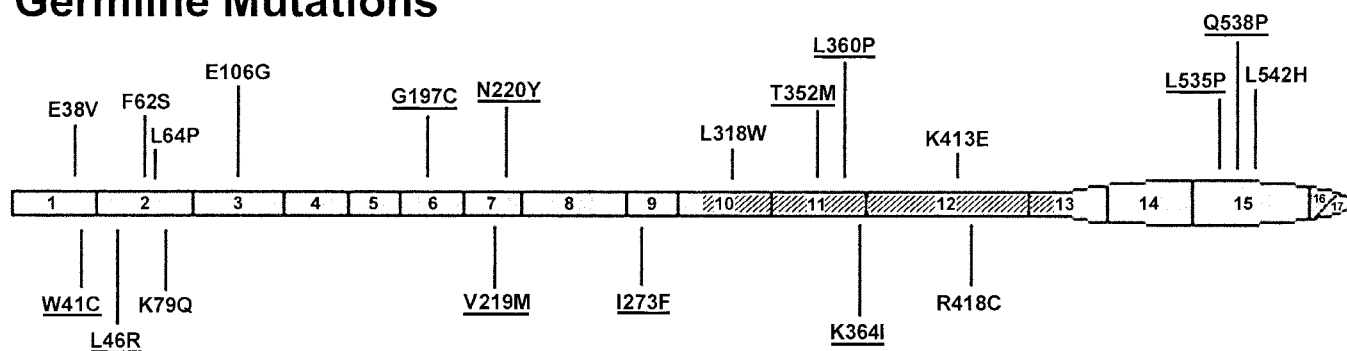 Germline Mutations
Q538P
L360P
E106G
L535P
L542H
G197C
N220Y
T352M
E38V
F62S
L64P
L318W
K413E
1 2 3 4 5 6 7 8 9 10 11 12 13 14 15 16 17
W41C
K79Q
V219M
I273F
R418C
L46R
K364I